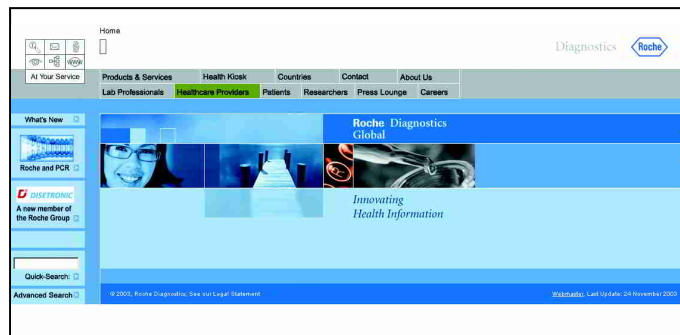 Home
Diagnostics Roche
www
At Your Service
Products & Services Health Kiosk Countries Contact About Us
Lab Professionals Healthcare Providers Patients Researchers Press Lounge Careers
What's New
Roche Diagnostics
Global
Roche and PCR
DISETRONIC
A new member of
the Roche Group
Innovating
Health Information
Quick-Search:
Advanced Search
© 2003, Roche Diagnostics; See our Legal Statement
Webmaster, Last Update: 24 November 2003